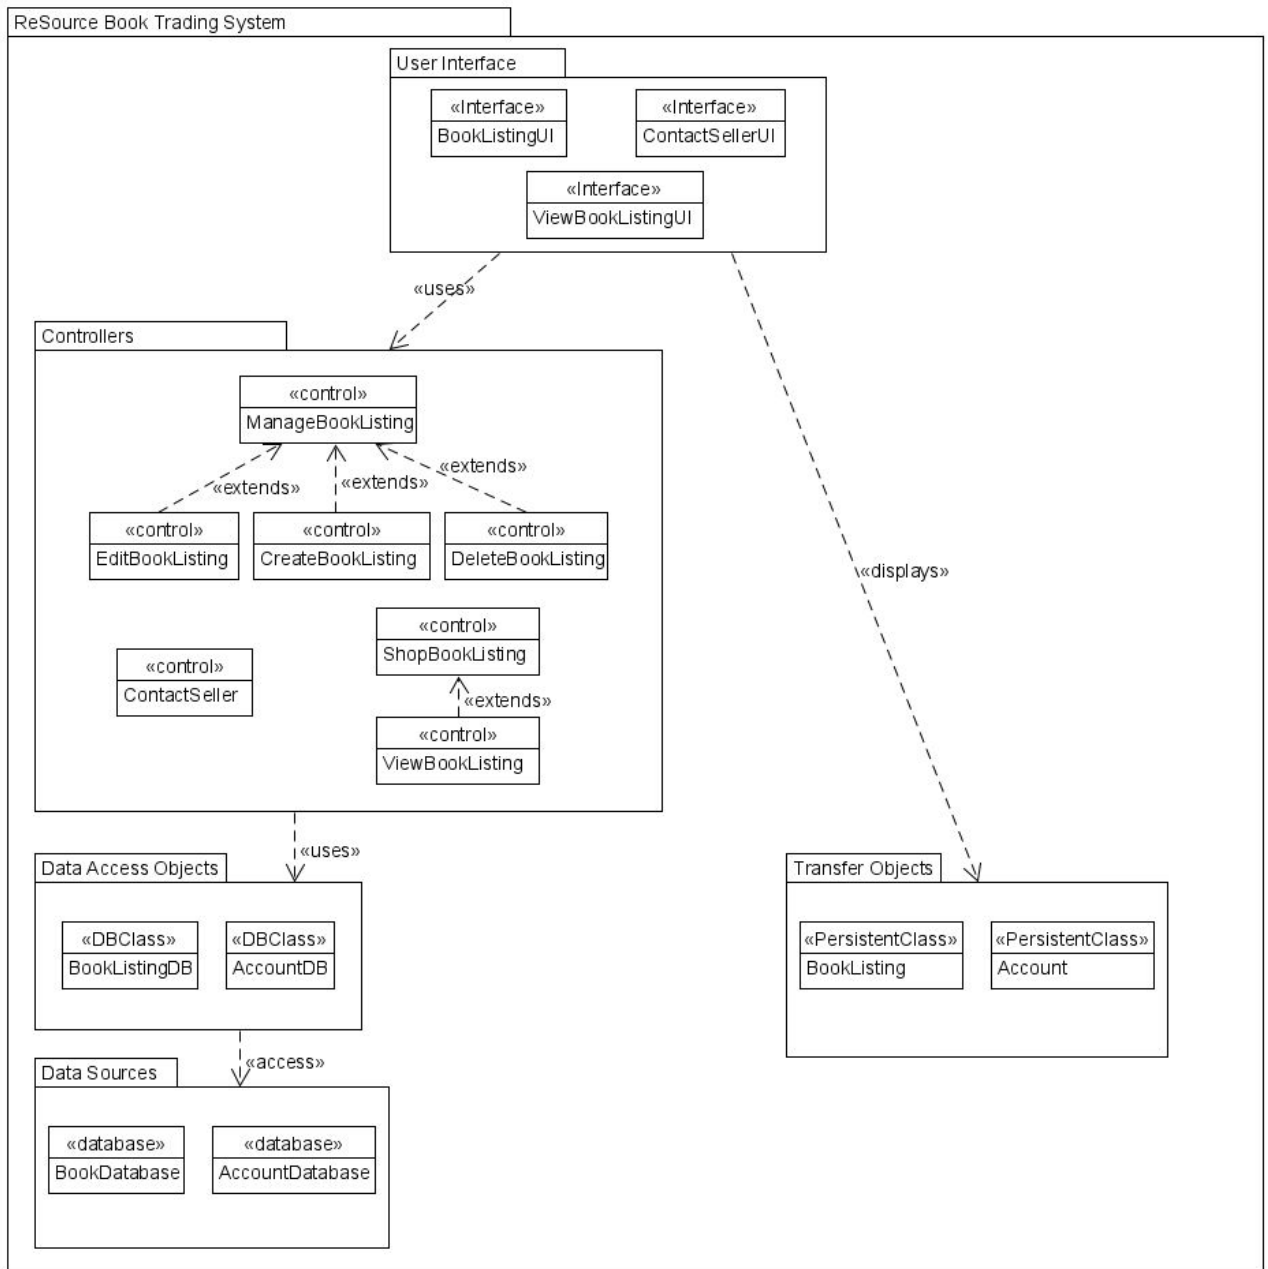 ReSource Book Trading System
User Interface
«Interface»
BookListingUI
«Interface»
ContactSellerUI
«Interface»
ViewBookListingUI
«uses»
Controllers
«control»
ManageBookListing
«extends»
«extends»
«extends»
«control»
EditBookListing
«control»
CreateBookListing
«control»
DeleteBookListing
«displays»
«control»
ShopBookListing
«control»
ContactSeller
«extends»
«control»
ViewBookListing
«uses»
Data Access Objects
«DBClass»
BookListingDB
«DBClass»
AccountDB
Transfer Objects
«PersistentClass»
BookListing
«PersistentClass»
Account
«access»
Data Sources
«database»
BookDatabase
«database»
AccountDatabase